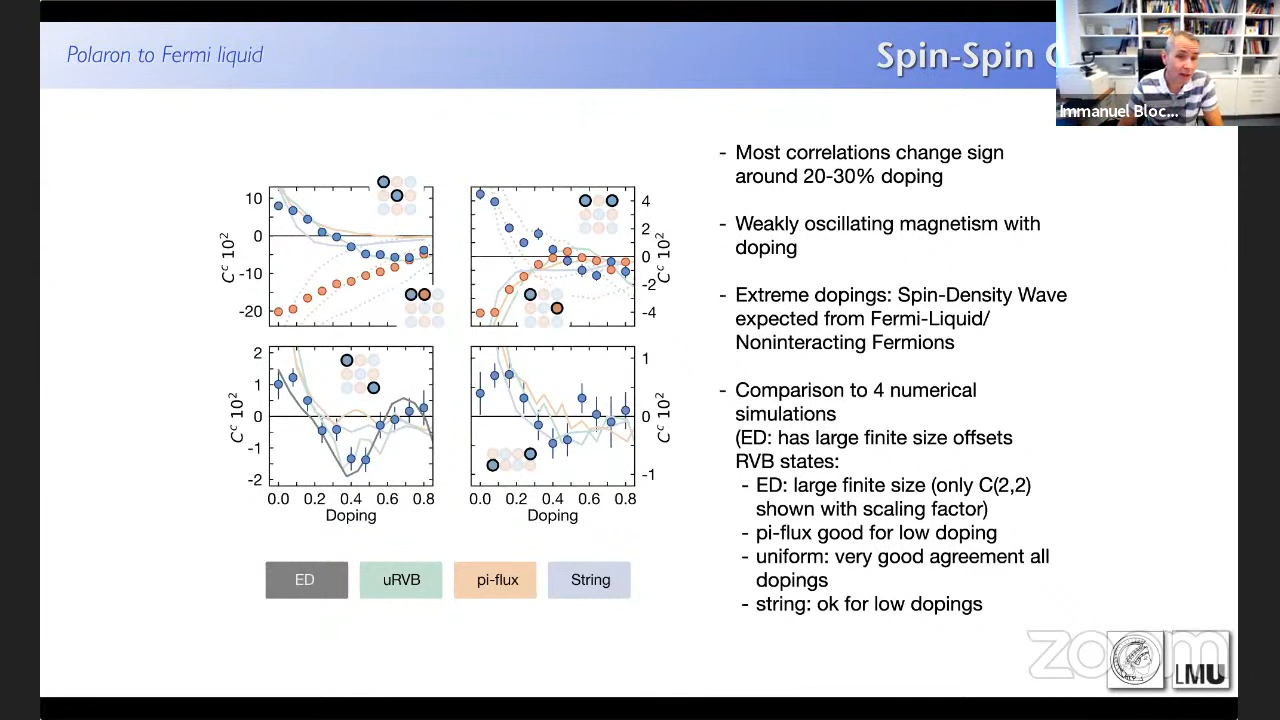 Polaron to Fermi liquid
Spin-Spin
Immanuel Bloc...
- Most correlations change sign
around 20-30% doping
- Weakly oscillating magnetism with
doping
- Extreme dopings: Spin-Density Wave
expected from Fermi-Liquid/
Noninteracting Fermions
- Comparison to 4 numerical
simulations
(ED: has large finite size offsets
RVB states:
- ED: large finite size (only C(2,2)
shown with scaling factor)
- pi-flux good for low doping
- uniform: very good agreement all
dopings
- string: ok for low dopings
10
0
-10
-20
C^c 10^2
4
2
0
-2
-4
C^c 10^2
2
1
0
-1
-2
C^c 10^2
1
0
-1
C^c 10^2
0.0 0.2 0.4 0.6 0.8
Doping
0.0 0.2 0.4 0.6 0.8
Doping
ED
uRVB
pi-flux
String
zoom
LMU